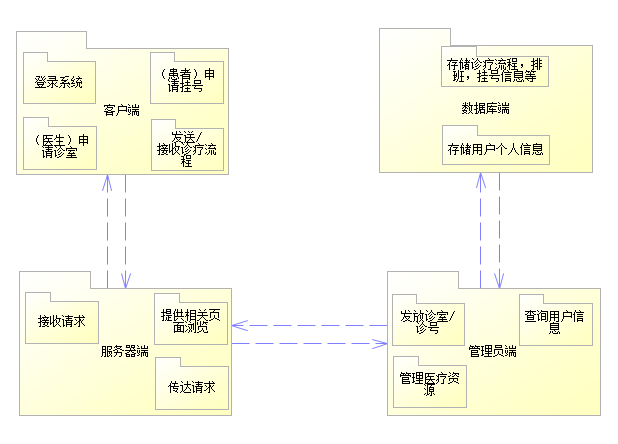 登录系统
（患者）申
请挂号
客户端
（医生）申
请诊室
发送/
接收诊疗流
程
存储诊疗流程，排
班，挂号信息等
数据库端
存储用户个人信息
接收请求
提供相关页
面浏览
服务器端
传达请求
发放诊室/
诊号
查询用户信
息
管理员端
管理医疗资
源